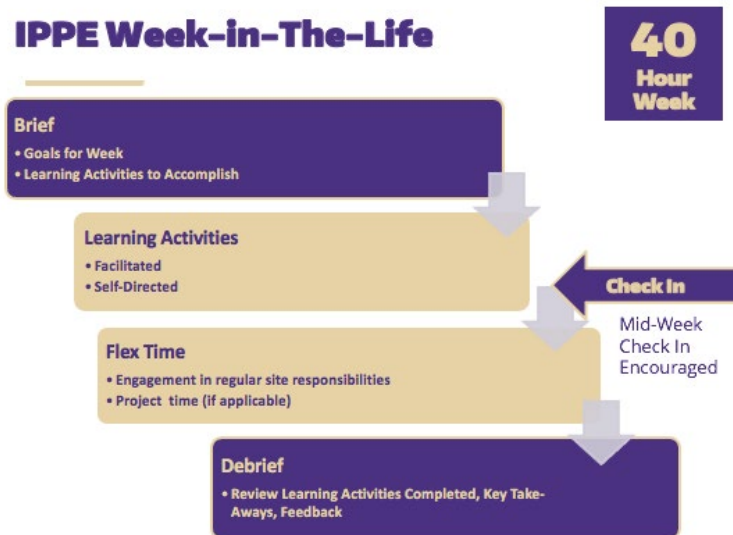 IPPE Week-in-The-Life
40
Hour
Week
Brief
• Goals for Week
• Learning Activities to Accomplish
Learning Activities
• Facilitated
• Self-Directed
Check In
Mid-Week
Check In
Encouraged
Flex Time
• Engagement in regular site responsibilities
• Project time (if applicable)
Debrief
• Review Learning Activities Completed, Key Take-
Aways, Feedback